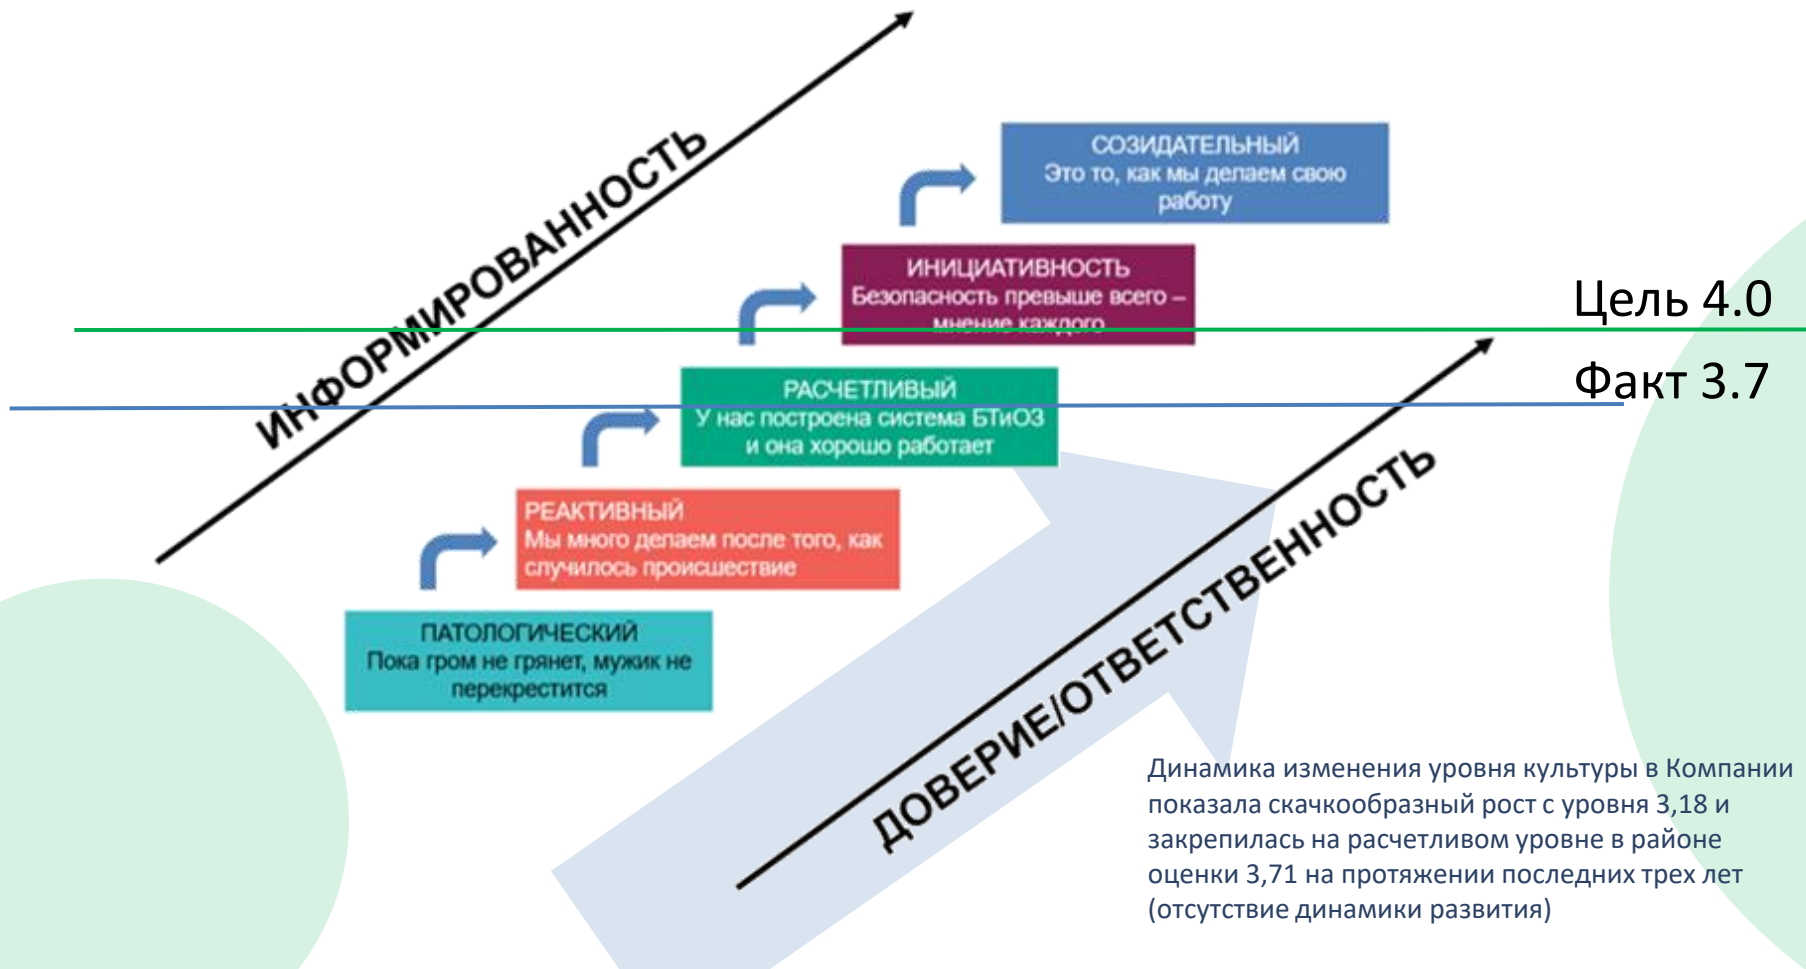 ИНФОРМИРОВАННОСТЬ
СОЗИДАТЕЛЬНЫЙ
Это то, как мы делаем свою
работу
ИНИЦИАТИВНОСТЬ
Безопасность превыше всего –
мнение каждого
Цель 4.0
РАСЧЕТЛИВЫЙ
У нас построена система БТиОЗ
и она хорошо работает
Факт 3.7
РЕАКТИВНЫЙ
Мы много делаем после того, как
случилось происшествие
ПАТОЛОГИЧЕСКИЙ
Пока гром не грянет, мужик не
перекрестится
ДОВЕРИЕ/ОТВЕТСТВЕННОСТЬ
Динамика изменения уровня культуры в Компании
показала скачкообразный рост с уровня 3,18 и
закрепилась на расчетливом уровне в районе
оценки 3,71 на протяжении последних трех лет
(отсутствие динамики развития)